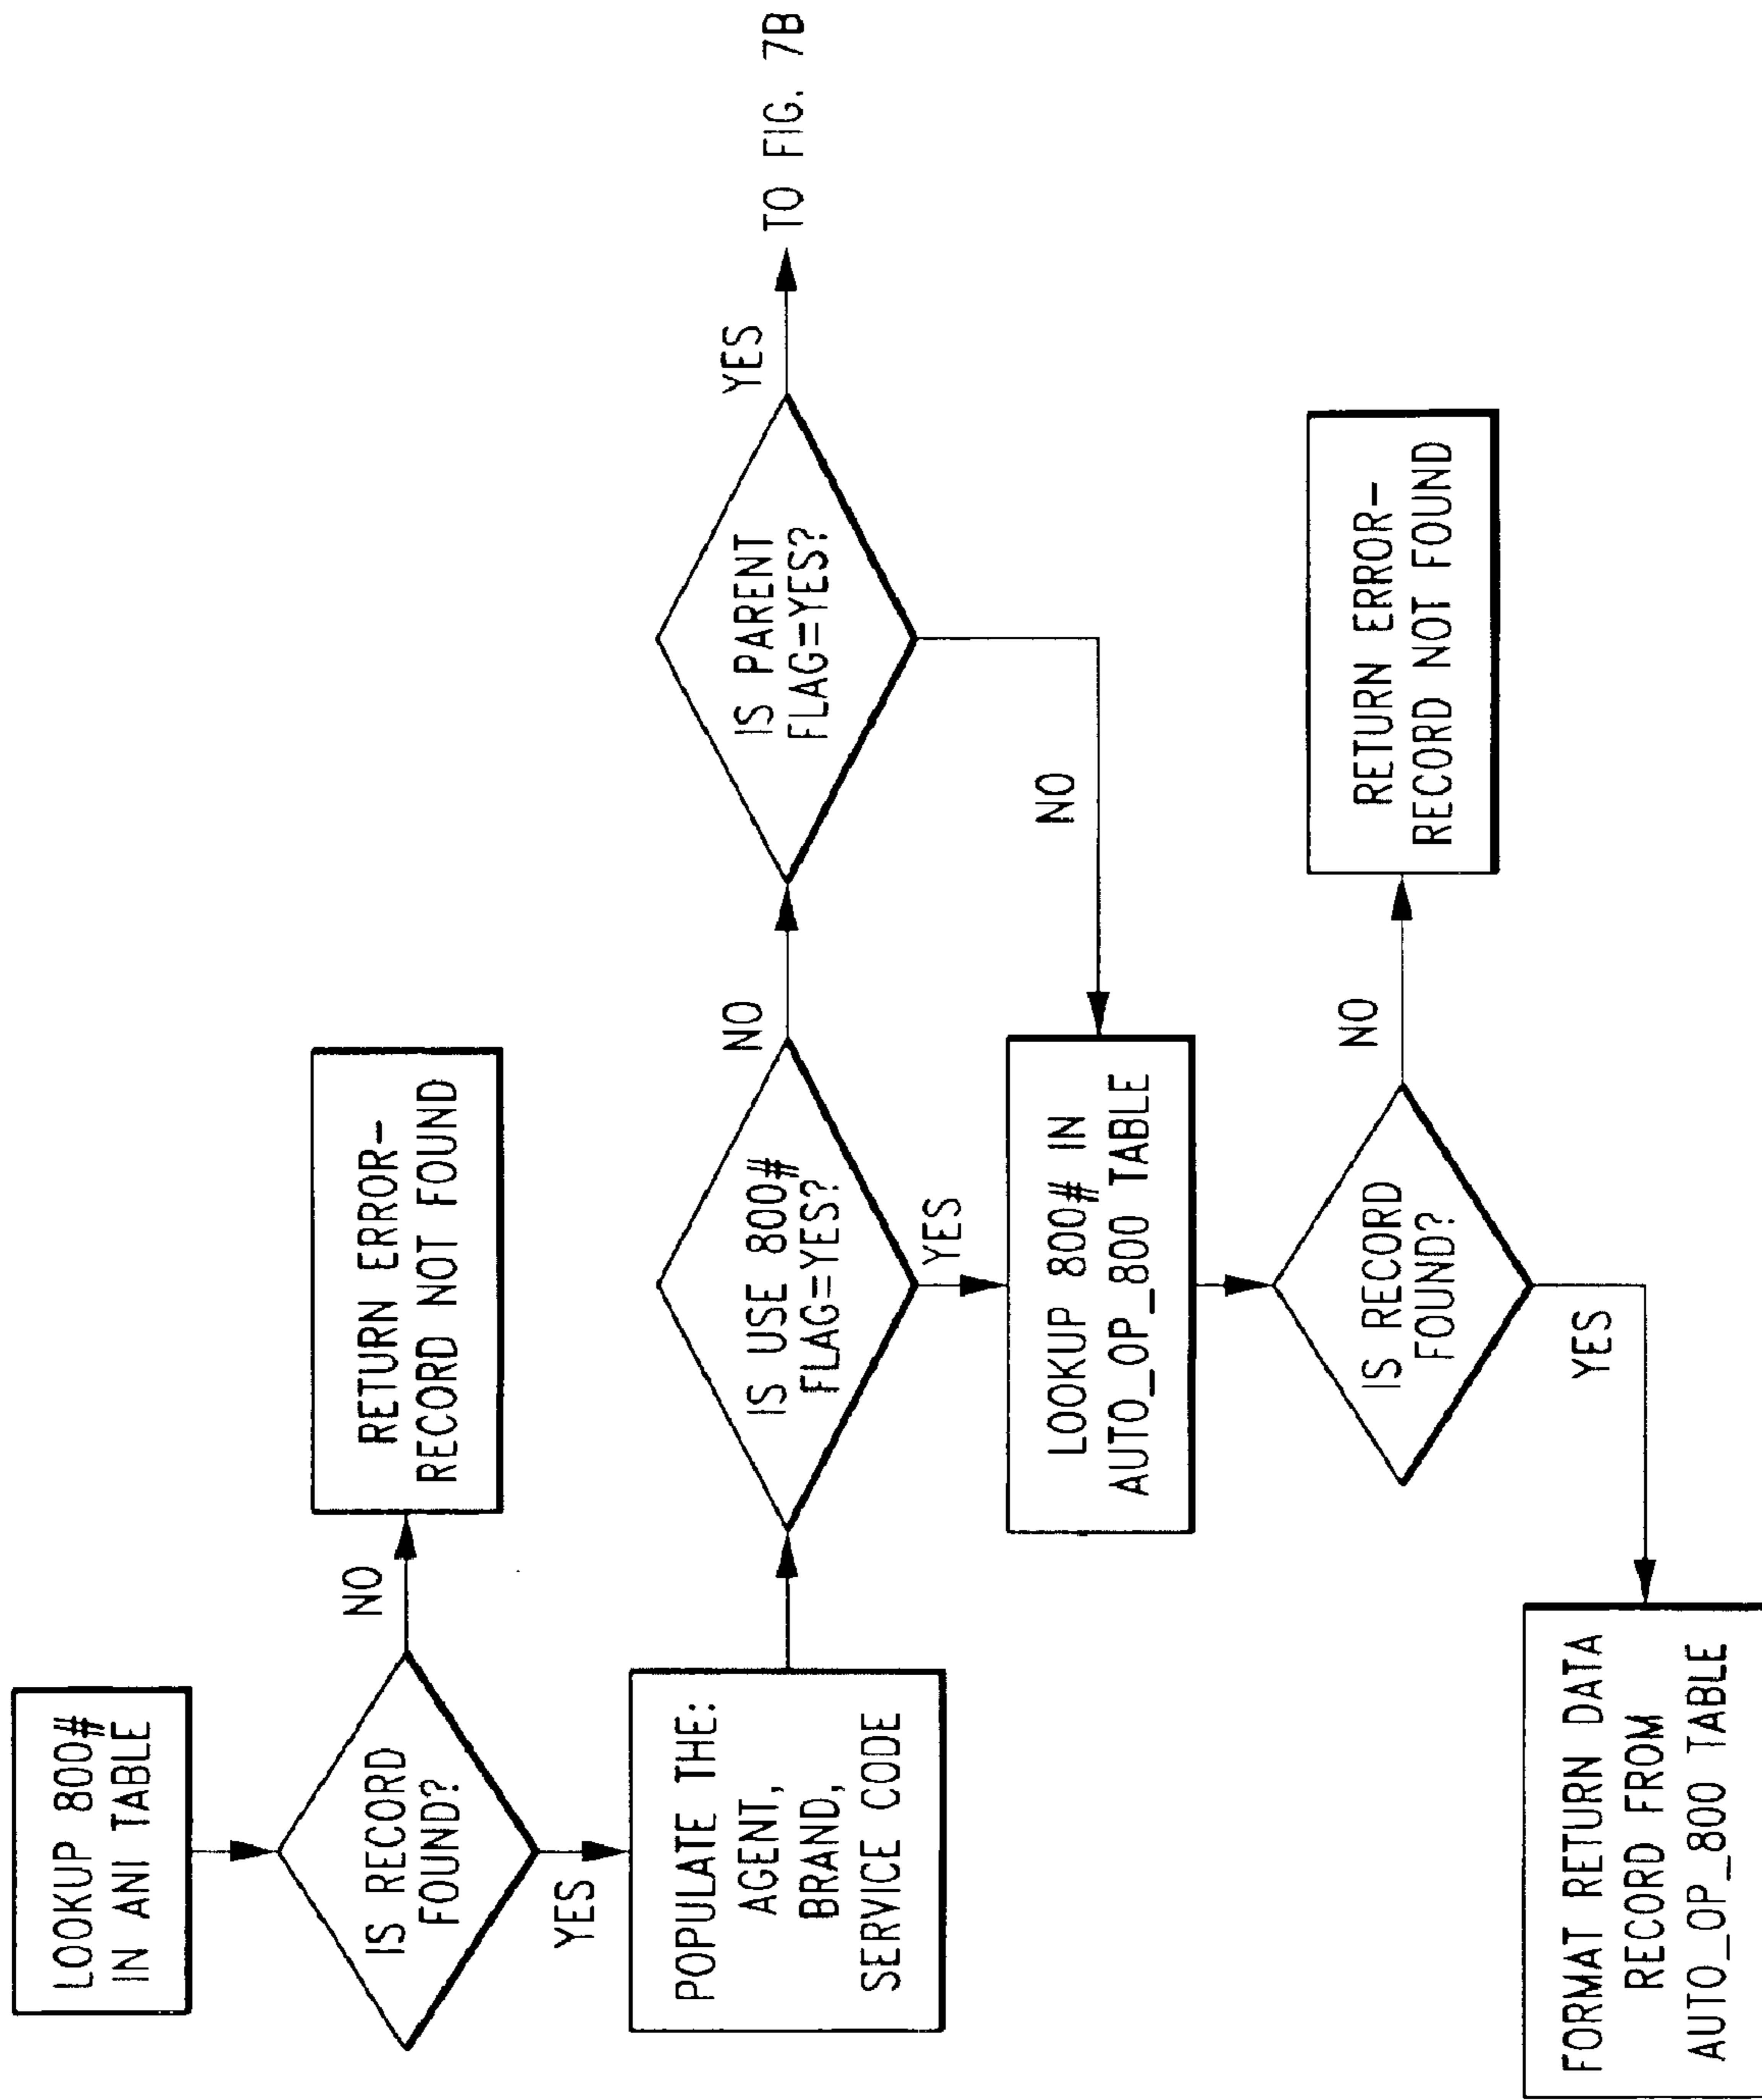 LOOKUP 800#
IN ANI TABLE
IS RECORD
FOUND?
NO
RETURN ERROR-
RECORD NOT FOUND
YES
POPULATE THE:
AGENT,
BRAND,
SERVICE CODE
IS USE 800#
FLAG=YES?
NO
IS PARENT
FLAG=YES?
YES
TO FIG. 7B
YES
NO
LOOKUP 800# IN
AUTO_OP_800 TABLE
IS RECORD
FOUND?
NO
RETURN ERROR-
RECORD NOT FOUND
YES
FORMAT RETURN DATA
RECORD FROM
AUTO_OP_800 TABLE